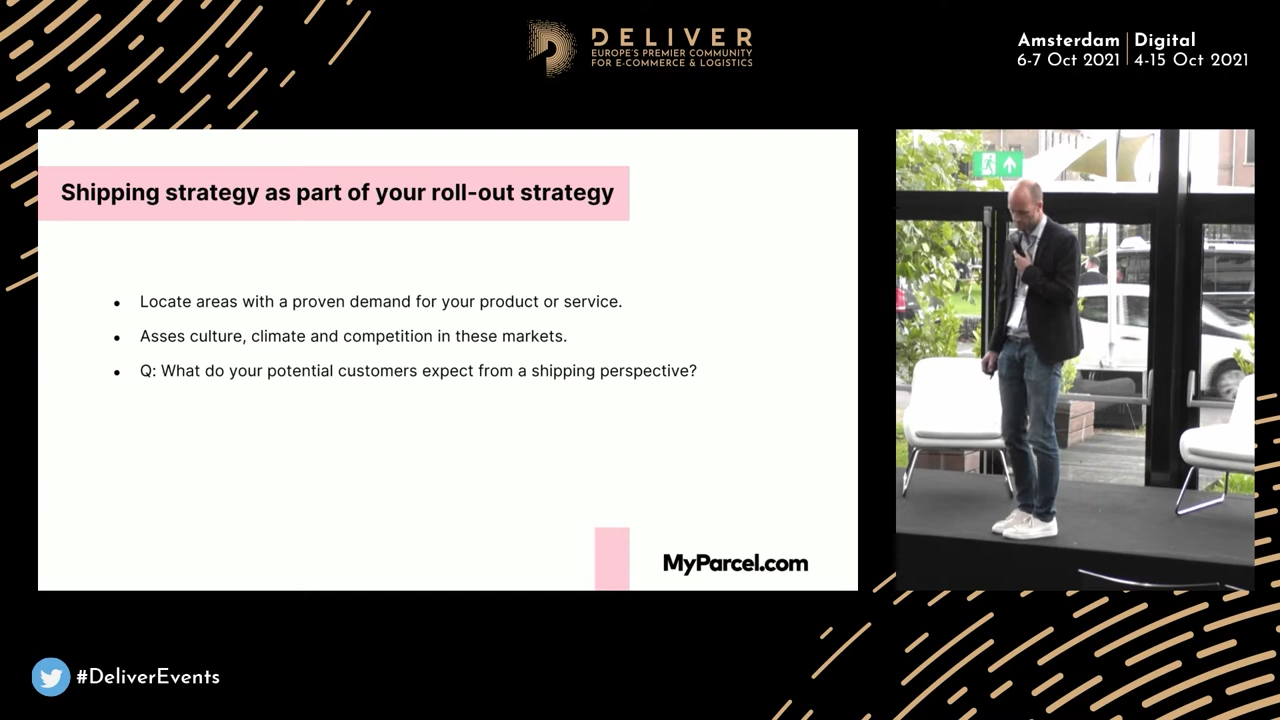 DELIVER
EUROPE'S PREMIER COMMUNITY
FOR E-COMMERCE & LOGISTICS
Amsterdam | Digital
6-7 Oct 2021 | 4-15 Oct 2021
Shipping strategy as part of your roll-out strategy
• Locate areas with a proven demand for your product or service.
• Asses culture, climate and competition in these markets.
• Q: What do your potential customers expect from a shipping perspective?
MyParcel.com
#DeliverEvents